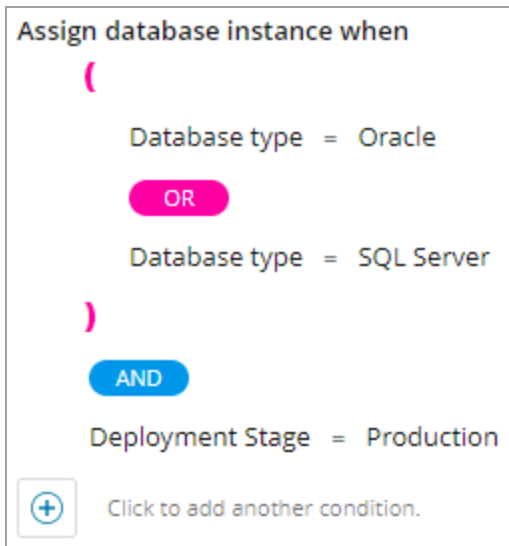 Assign database instance when
(
Database type = Oracle
OR
Database type = SQL Server
)
AND
Deployment Stage = Production
Click to add another condition.